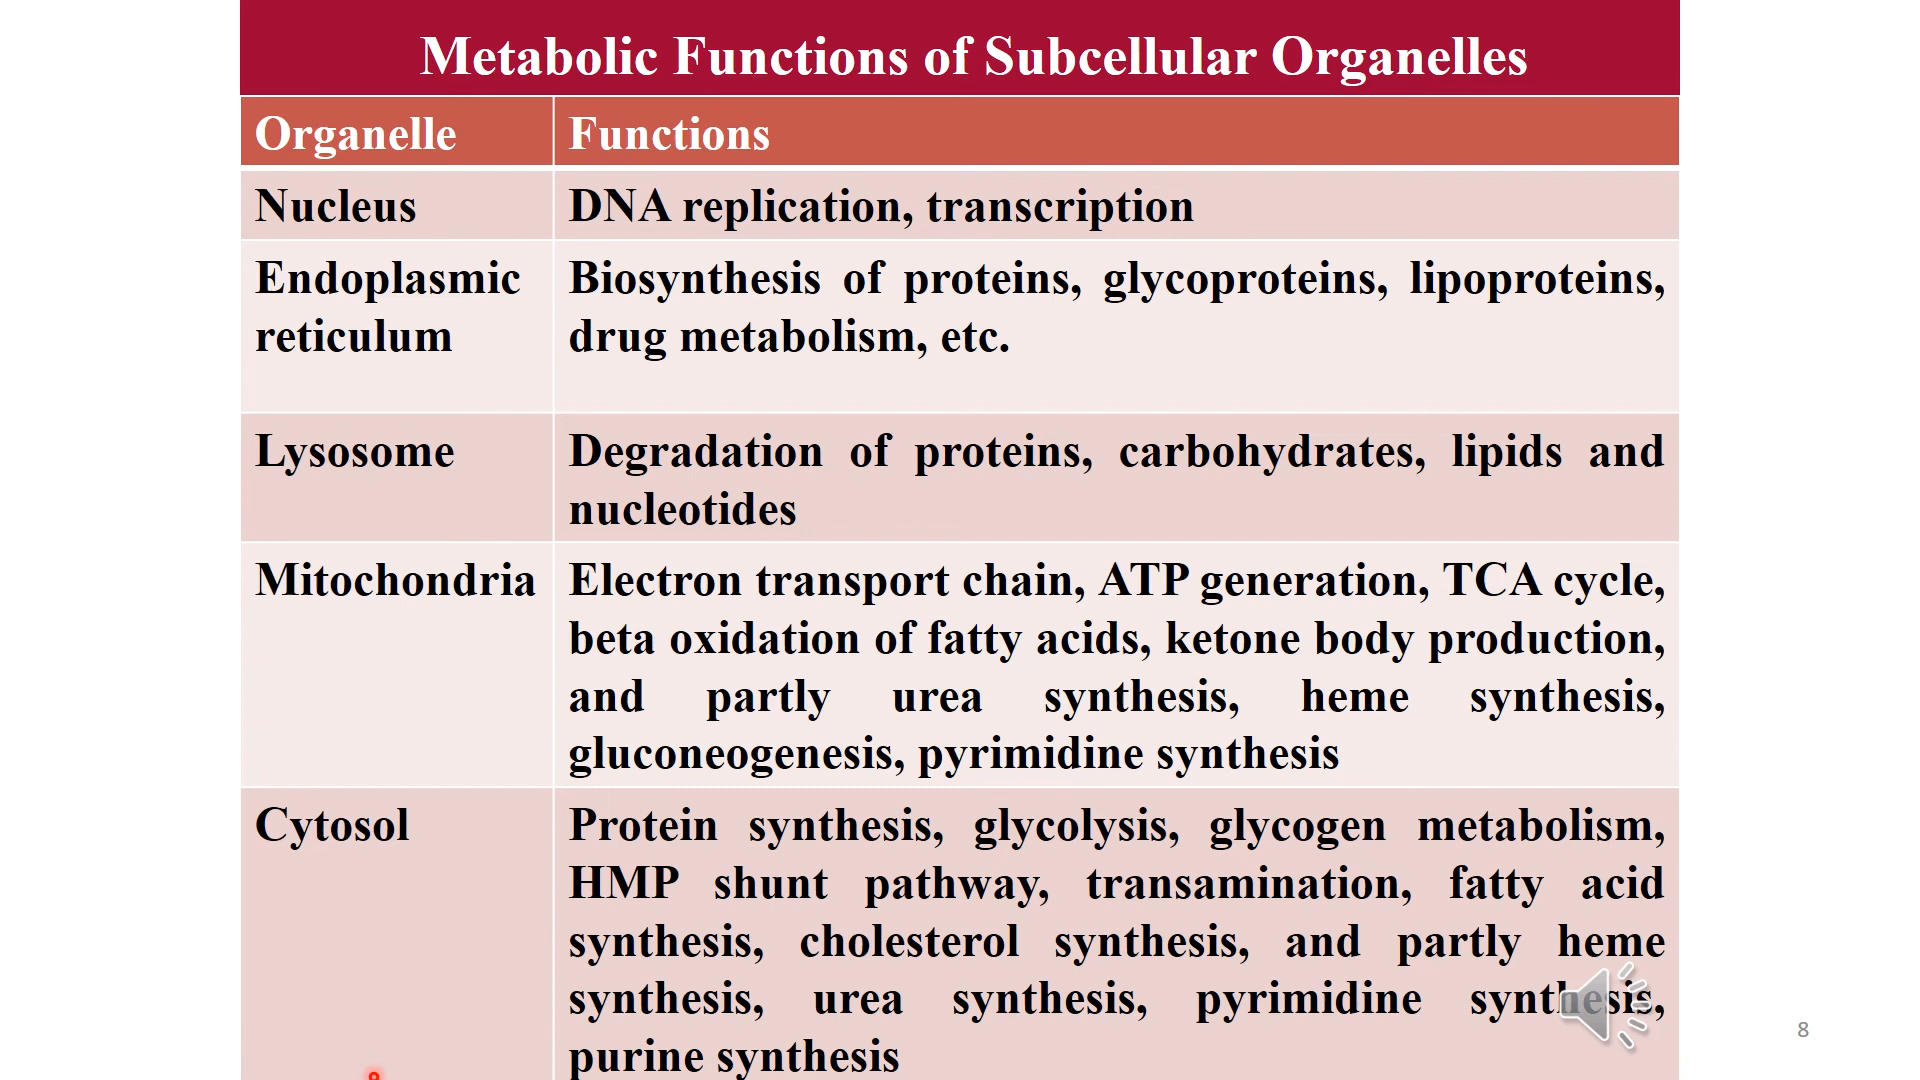 Metabolic Functions of Subcellular Organelles
Organelle
Functions
Nucleus
DNA replication, transcription
Endoplasmic
reticulum
Biosynthesis of proteins, glycoproteins, lipoproteins,
drug metabolism, etc.
Lysosome
Degradation of proteins, carbohydrates, lipids and
nucleotides
Mitochondria
Electron transport chain, ATP generation, TCA cycle,
beta oxidation of fatty acids, ketone body production,
and partly urea synthesis, heme synthesis,
gluconeogenesis, pyrimidine synthesis
Cytosol
Protein synthesis, glycolysis, glycogen metabolism,
HMP shunt pathway, transamination, fatty acid
synthesis, cholesterol synthesis, and partly heme
synthesis, urea synthesis, pyrimidine synthesis,
purine synthesis
8